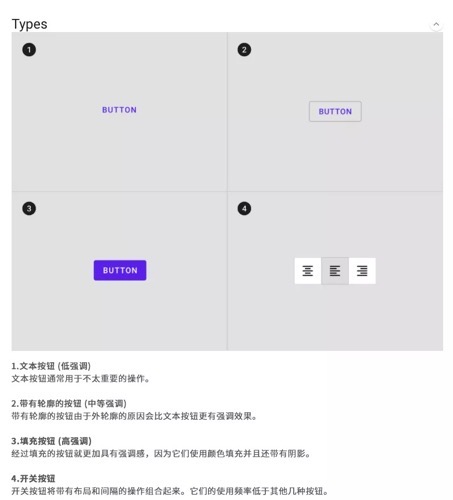 Types
1
2
BUTTON
BUTTON
3
4
BUTTON
1.文本按钮 (低强调)
文本按钮通常用于不太重要的操作。
2.带有轮廓的按钮 (中等强调)
带有轮廓的按钮由于外轮廓的原因会比文本按钮更有强调效果。
3.填充按钮 (高强调)
经过填充的按钮就更加具有强调感，因为它们使用颜色填充并且还带有阴影。
4.开关按钮
开关按钮将带有布局和间隔的操作组合起来。它们的使用频率低于其他几种按钮。